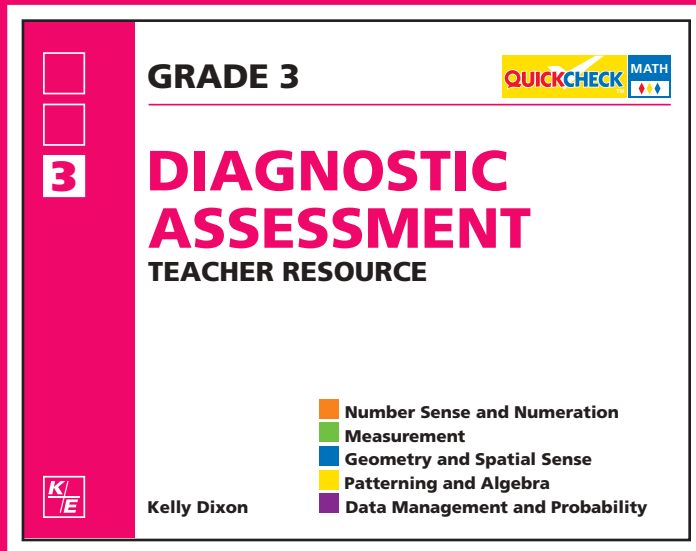 GRADE 3
QUICKCHECK MATH
™
3
DIAGNOSTIC
ASSESSMENT
TEACHER RESOURCE
Number Sense and Numeration
Measurement
Geometry and Spatial Sense
Patterning and Algebra
Data Management and Probability
K/E
Kelly Dixon